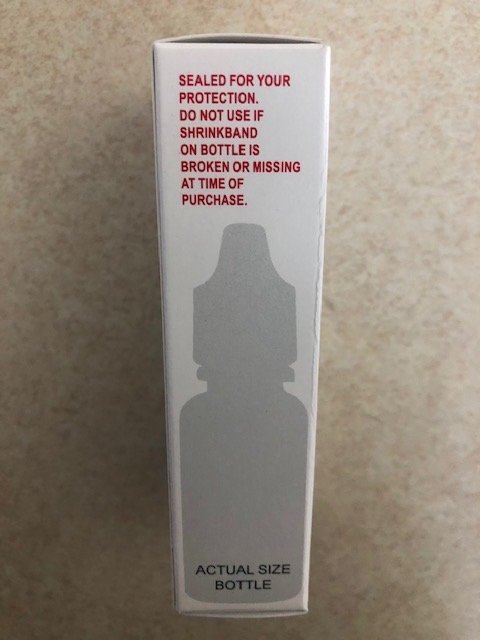 SEALED FOR YOUR
PROTECTION.
DO NOT USE IF
SHRINKBAND
ON BOTTLE IS
BROKEN OR MISSING
AT TIME OF
PURCHASE.
ACTUAL SIZE
BOTTLE